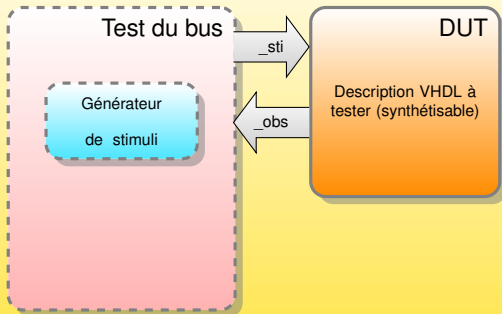 Test du bus
Générateur
de stimuli
_sti
_obs
DUT
Description VHDL à
tester (synthétisable)